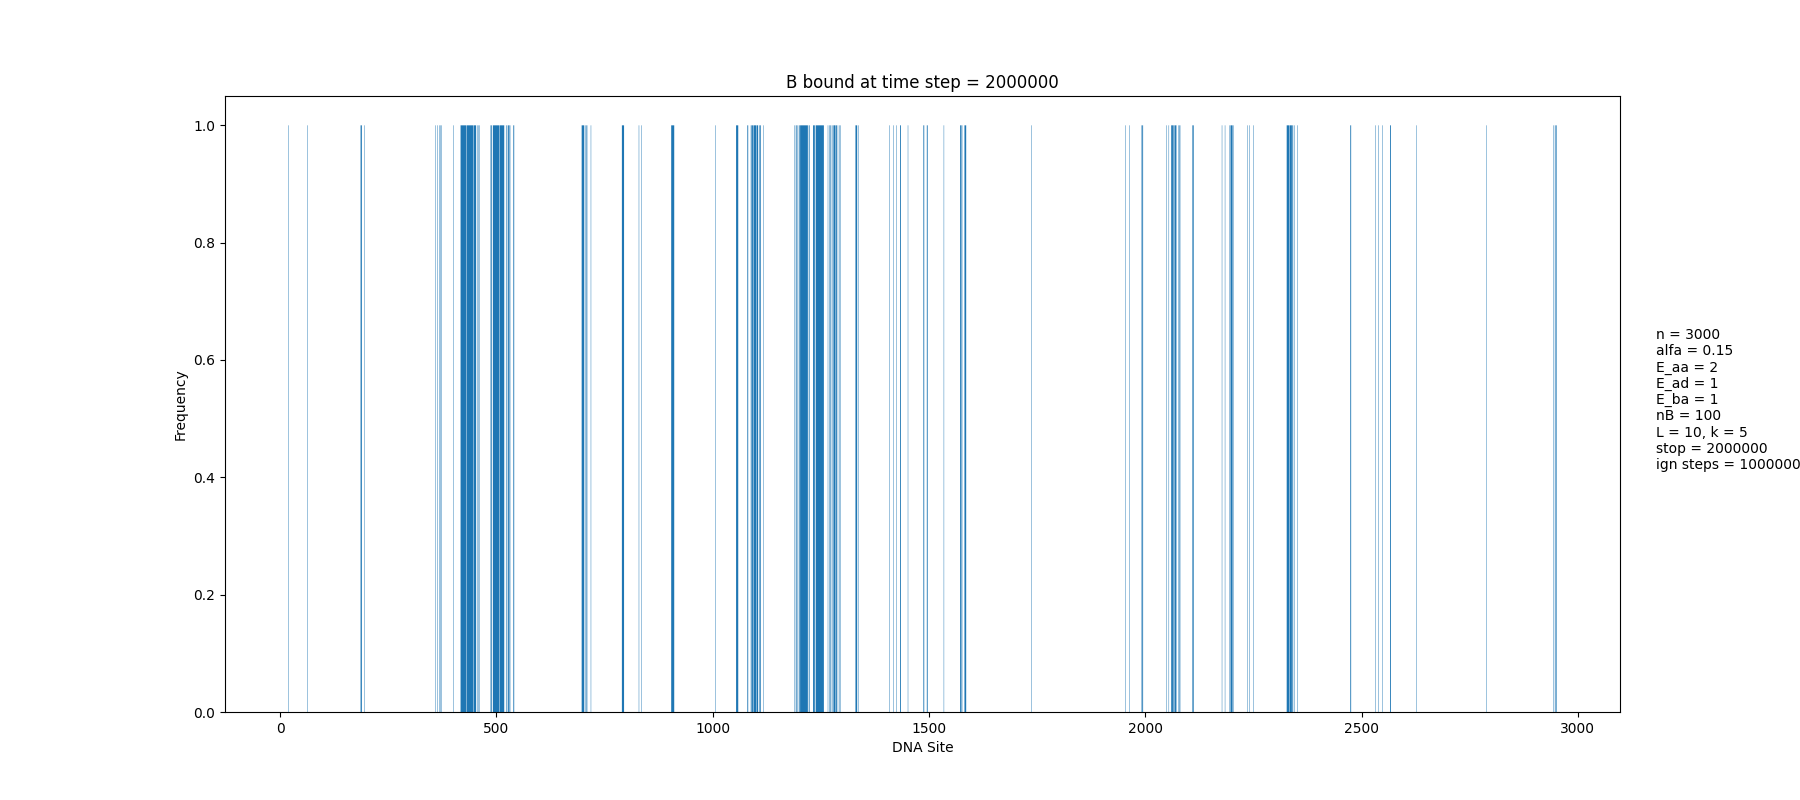 B bound at time step = 2000000
1.0
0.8
0.6
0.4
0.2
0.0
Frequency
0 500 1000 1500 2000 2500 3000
DNA Site
n = 3000
alfa = 0.15
E_aa = 2
E_ad = 1
E_ba = 1
nB = 100
L = 10, k = 5
stop = 2000000
ign steps = 1000000